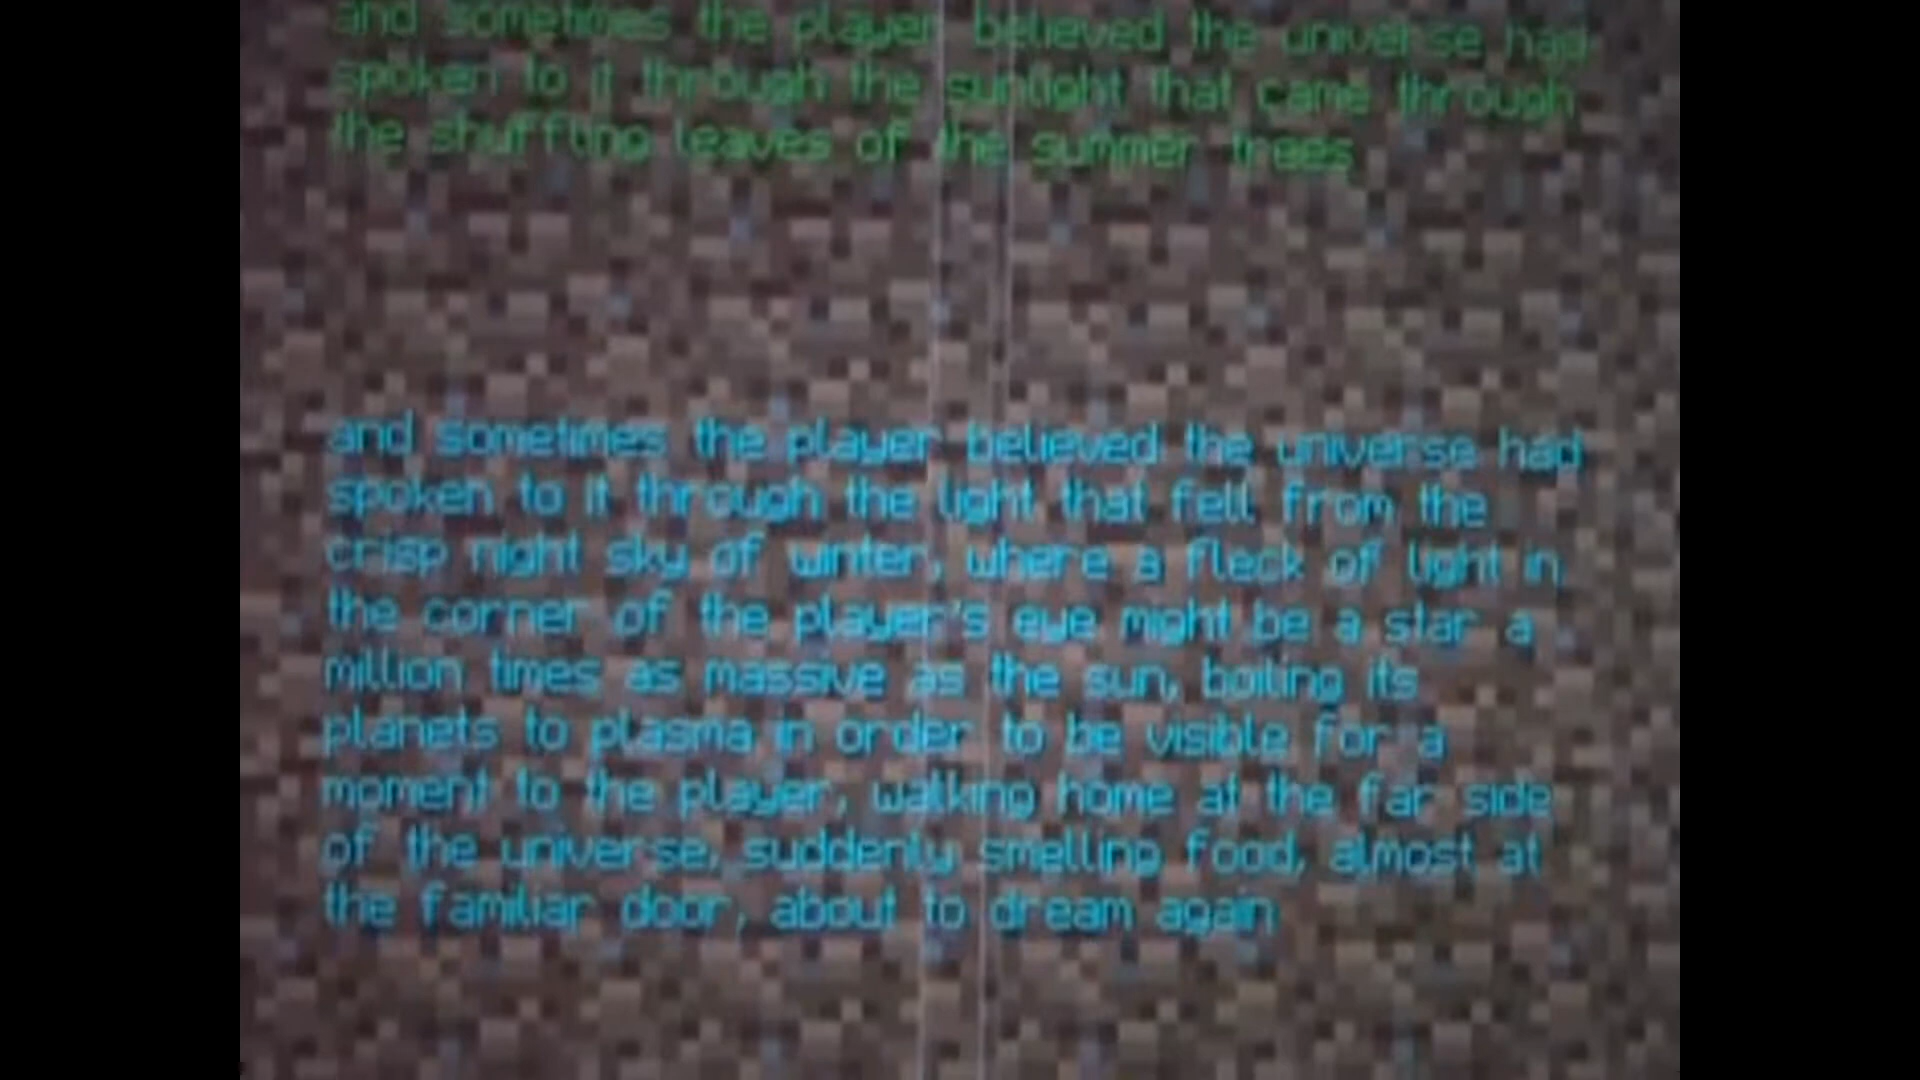 and sometimes the player believed the universe had
spoken to it through the sunlight that came through
the shuffling leaves of the summer trees
and sometimes the player believed the universe had
spoken to it through the light that fell from the
crisp night sky of winter, where a fleck of light in
the corner of the player's eye might be a star a
million times as massive as the sun, boiling its
planets to plasma in order to be visible for a
moment to the player, walking home at the far side
of the universe, suddenly smelling food, almost at
the familiar door, about to dream again